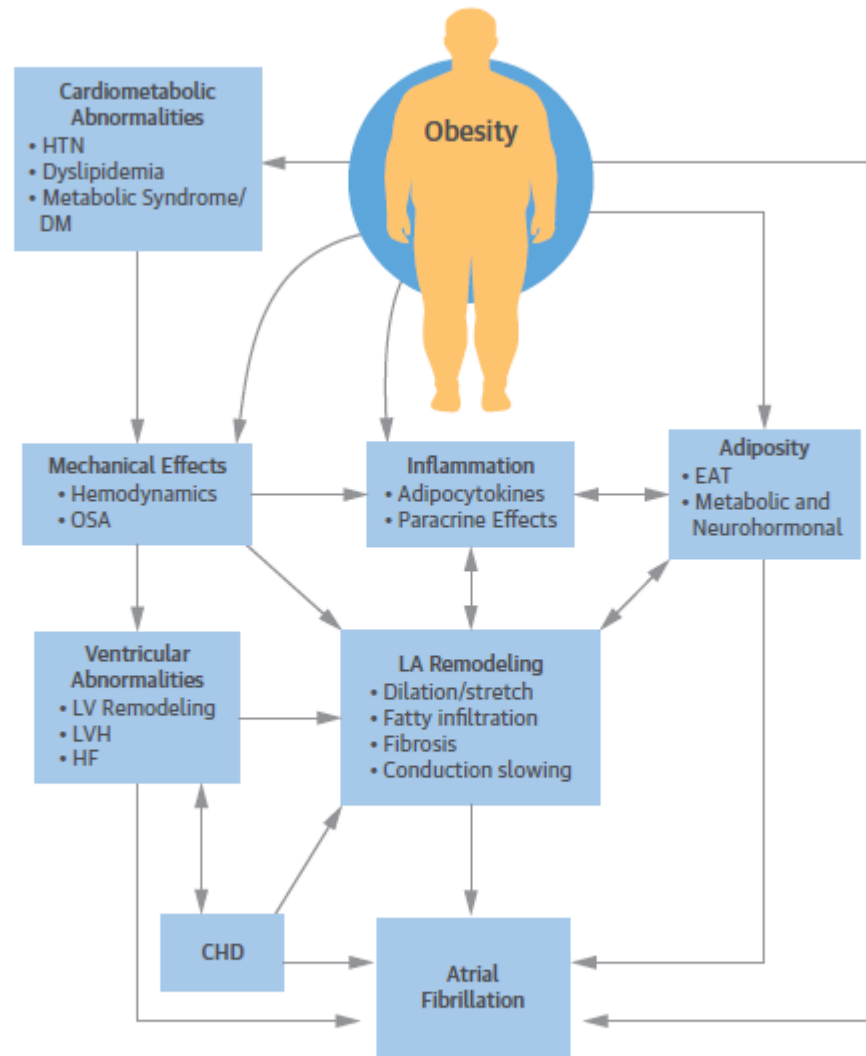 Obesity
Cardiometabolic
Abnormalities
• HTN
• Dyslipidemia
• Metabolic Syndrome/
DM
Mechanical Effects
• Hemodynamics
• OSA
Inflammation
• Adipocytokines
• Paracrine Effects
Adiposity
• EAT
• Metabolic and
Neurohormonal
Ventricular
Abnormalities
• LV Remodeling
• LVH
• HF
LA Remodeling
• Dilation/stretch
• Fatty infiltration
• Fibrosis
• Conduction slowing
CHD
Atrial
Fibrillation